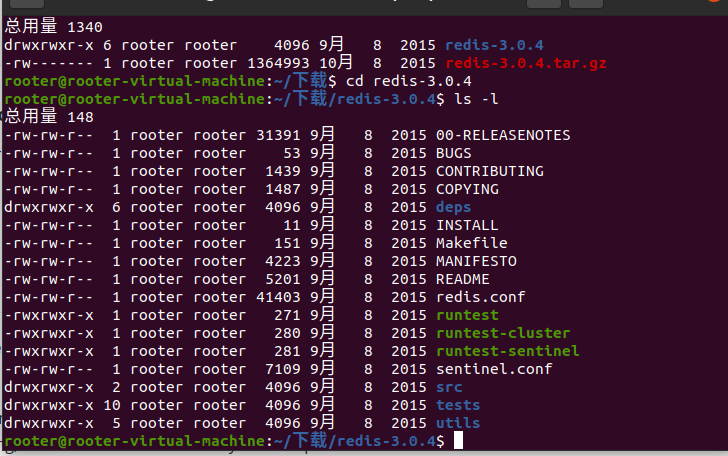 总用量 1340
drwxrwxr-x 6 rooter rooter    4096 9月   8  2015 redis-3.0.4
-rw------- 1 rooter rooter 1364993 10月  8  2015 redis-3.0.4.tar.gz
rooter@rooter-virtual-machine:~/下载$ cd redis-3.0.4
rooter@rooter-virtual-machine:~/下载/redis-3.0.4$ ls -l
总用量 148
-rw-rw-r--  1 rooter rooter 31391 9月   8  2015 00-RELEASENOTES
-rw-rw-r--  1 rooter rooter    53 9月   8  2015 BUGS
-rw-rw-r--  1 rooter rooter  1439 9月   8  2015 CONTRIBUTING
-rw-rw-r--  1 rooter rooter  1487 9月   8  2015 COPYING
drwxrwxr-x  6 rooter rooter  4096 9月   8  2015 deps
-rw-rw-r--  1 rooter rooter    11 9月   8  2015 INSTALL
-rw-rw-r--  1 rooter rooter   151 9月   8  2015 Makefile
-rw-rw-r--  1 rooter rooter  4223 9月   8  2015 MANIFESTO
-rw-rw-r--  1 rooter rooter  5201 9月   8  2015 README
-rw-rw-r--  1 rooter rooter 41403 9月   8  2015 redis.conf
-rwxrwxr-x  1 rooter rooter   271 9月   8  2015 runtest
-rwxrwxr-x  1 rooter rooter   280 9月   8  2015 runtest-cluster
-rwxrwxr-x  1 rooter rooter   281 9月   8  2015 runtest-sentinel
-rw-rw-r--  1 rooter rooter  7109 9月   8  2015 sentinel.conf
drwxrwxr-x  2 rooter rooter  4096 9月   8  2015 src
drwxrwxr-x 10 rooter rooter  4096 9月   8  2015 tests
drwxrwxr-x  5 rooter rooter  4096 9月   8  2015 utils
rooter@rooter-virtual-machine:~/下载/redis-3.0.4$